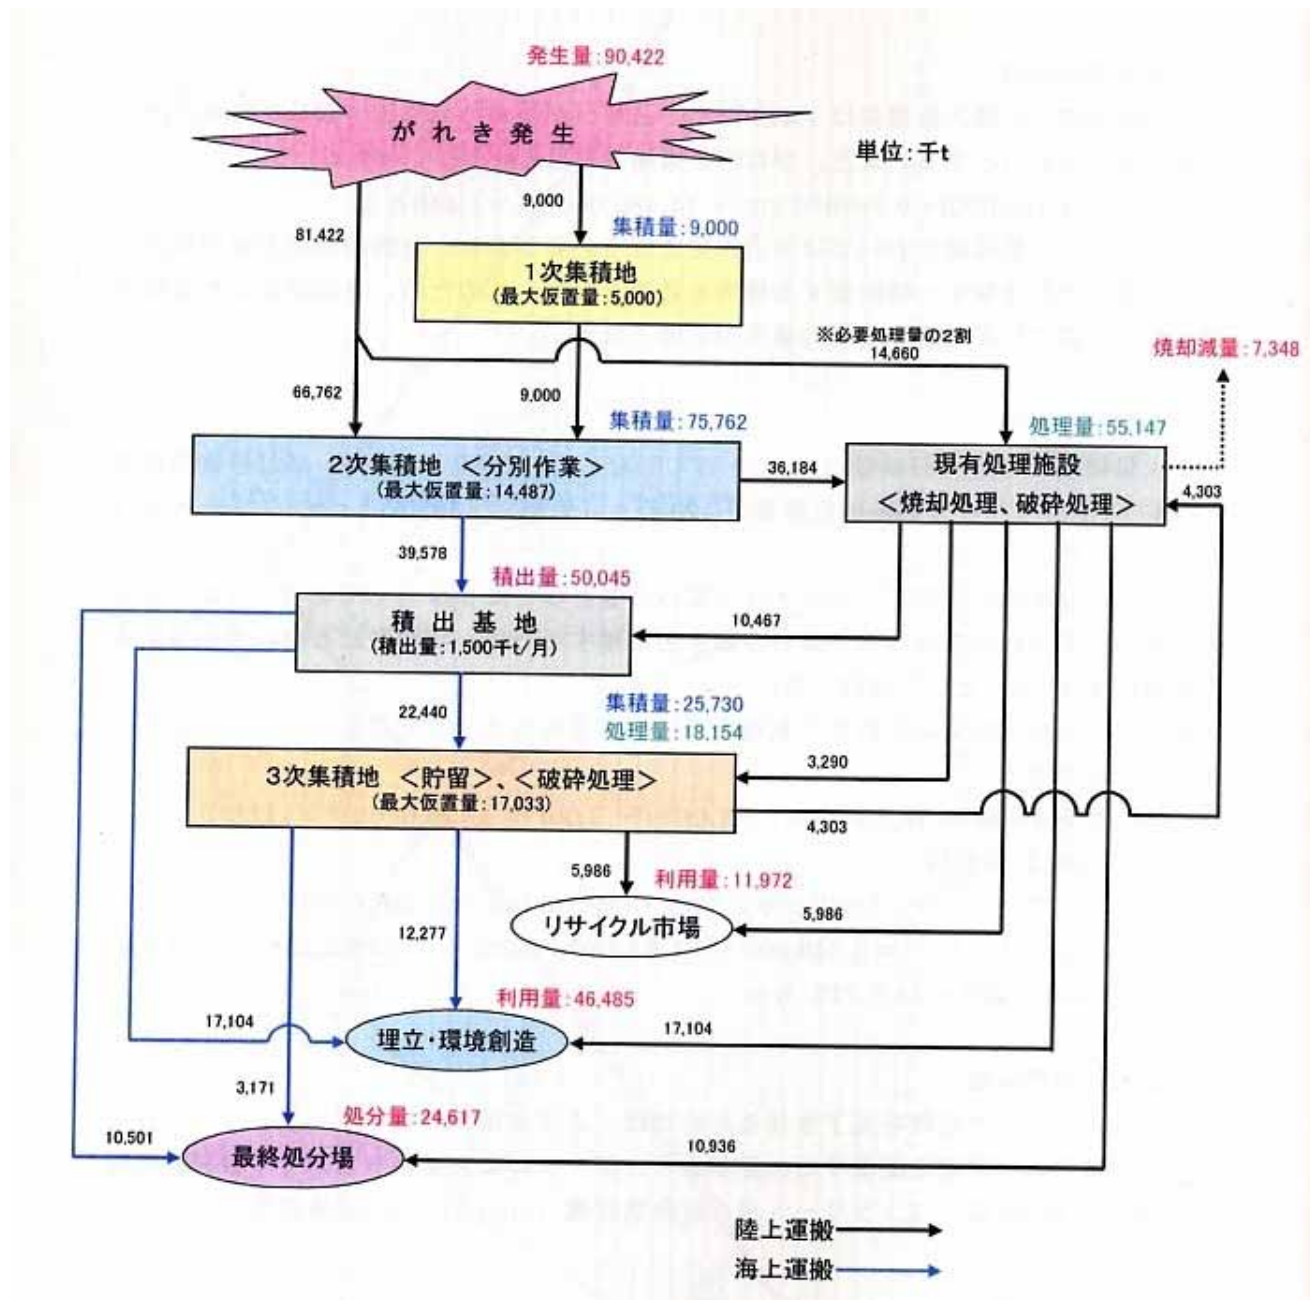 発生量:90,422
がれき発生
単位:千t
9,000
81,422
集積量:9,000
1次集積地
(最大仮置量:5,000)
※必要処理量の2割
14,660
焼却減量:7,348
66,762
9,000
集積量:75,762
処理量:55,147
2次集積地 <分別作業>
(最大仮置量:14,487)
36,184
現有処理施設
<焼却処理、破砕処理>
4,303
39,578
積出量:50,045
積出基地
(積出量:1,500千t/月)
10,467
22,440
集積量:25,730
処理量:18,154
3次集積地 <貯留>、<破砕処理>
(最大仮置量:17,033)
3,290
4,303
5,986
利用量:11,972
リサイクル市場
5,986
12,277
利用量:46,485
17,104
埋立・環境創造
17,104
3,171
処分量:24,617
10,501
最終処分場
10,936
陸上運搬
海上運搬